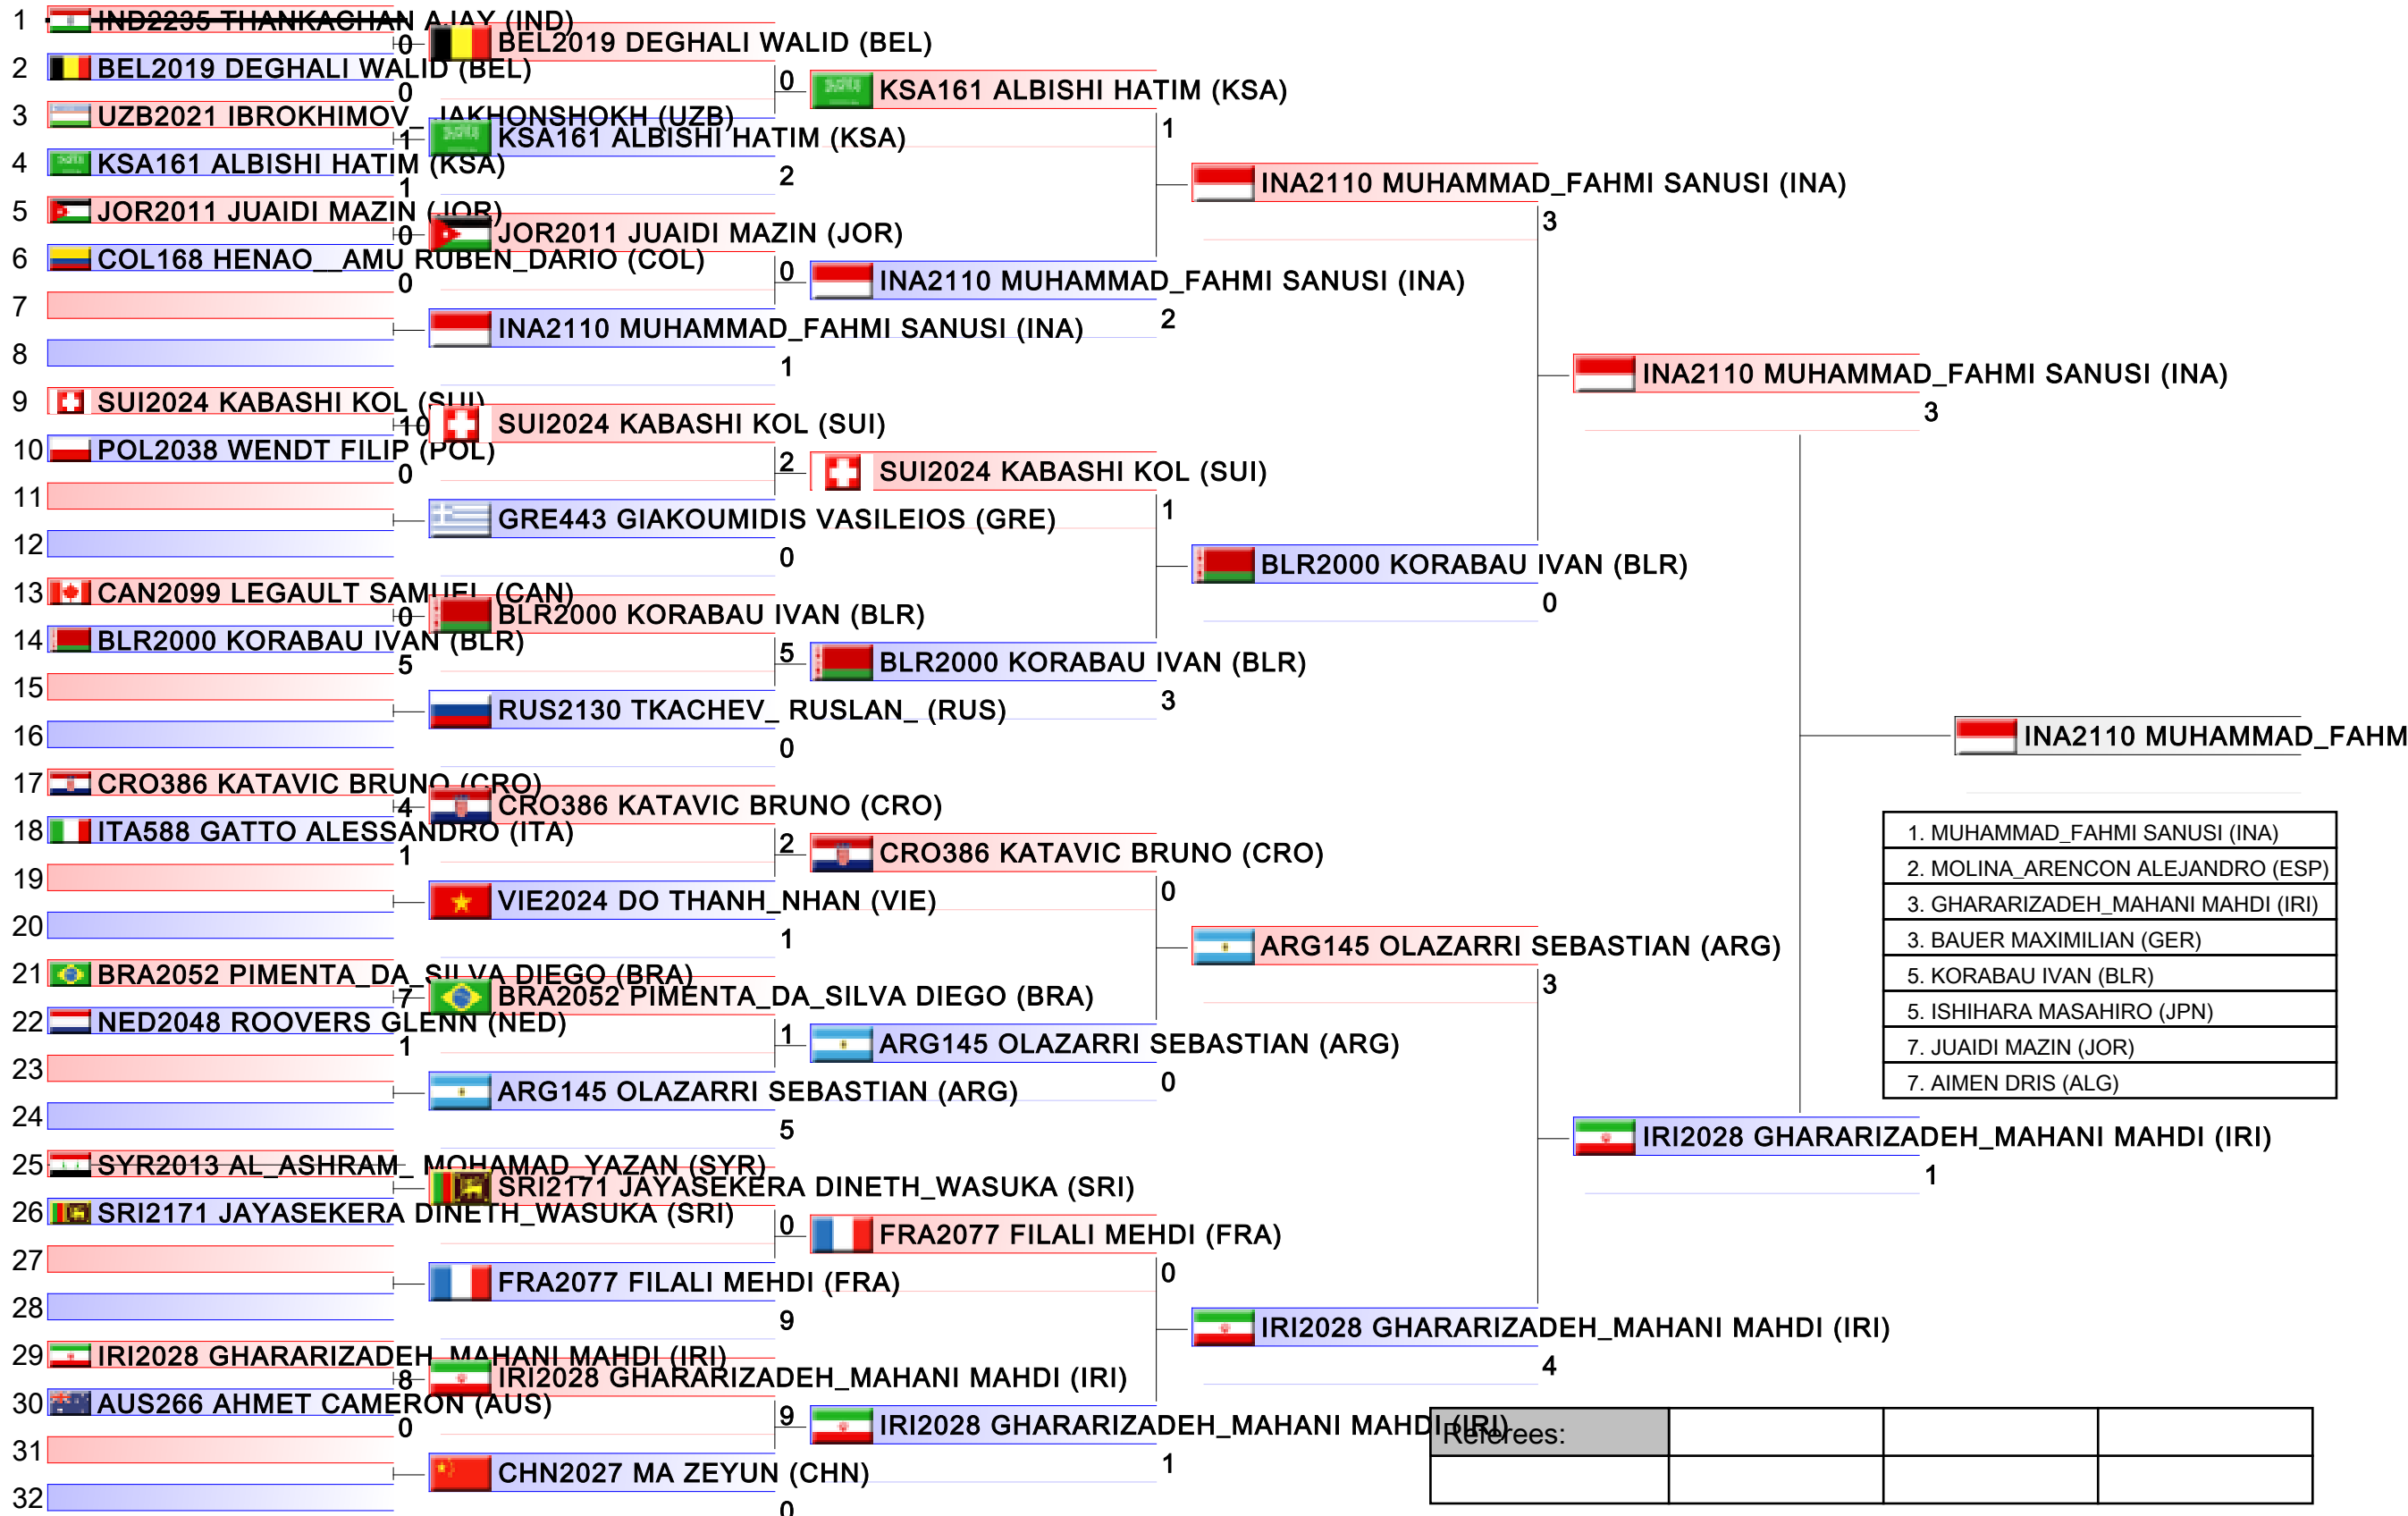 1 IND2235 THANKACHAN AJAY (IND)
0
BEL2019 DEGHALI WALID (BEL)
2 BEL2019 DEGHALI WALID (BEL)
0
0
KSA161 ALBISHI HATIM (KSA)
3 UZB2021 IBROKHIMOV_ JAKHONSHOKH (UZB)
1
KSA161 ALBISHI HATIM (KSA)
1
4 KSA161 ALBISHI HATIM (KSA)
1
2
INA2110 MUHAMMAD_FAHMI SANUSI (INA)
3
5 JOR2011 JUAIDI MAZIN (JOR)
0
JOR2011 JUAIDI MAZIN (JOR)
6 COL168 HENAO__AMU RUBEN_DARIO (COL)
0
0
INA2110 MUHAMMAD_FAHMI SANUSI (INA)
2
7
INA2110 MUHAMMAD_FAHMI SANUSI (INA)
8
1
INA2110 MUHAMMAD_FAHMI SANUSI (INA)
3
9 SUI2024 KABASHI KOL (SUI)
10
SUI2024 KABASHI KOL (SUI)
10 POL2038 WENDT FILIP (POL)
0
2
SUI2024 KABASHI KOL (SUI)
1
11
GRE443 GIAKOUMIDIS VASILEIOS (GRE)
12
0
BLR2000 KORABAU IVAN (BLR)
0
13 CAN2099 LEGAULT SAMUEL (CAN)
0
BLR2000 KORABAU IVAN (BLR)
14 BLR2000 KORABAU IVAN (BLR)
5
5
BLR2000 KORABAU IVAN (BLR)
3
15
RUS2130 TKACHEV_ RUSLAN_ (RUS)
16
0
INA2110 MUHAMMAD_FAHM
17 CRO386 KATAVIC BRUNO (CRO)
4
CRO386 KATAVIC BRUNO (CRO)
18 ITA588 GATTO ALESSANDRO (ITA)
1
2
CRO386 KATAVIC BRUNO (CRO)
0
19
VIE2024 DO THANH_NHAN (VIE)
20
1
ARG145 OLAZARRI SEBASTIAN (ARG)
3
21 BRA2052 PIMENTA_DA_SILVA DIEGO (BRA)
7
BRA2052 PIMENTA_DA_SILVA DIEGO (BRA)
22 NED2048 ROOVERS GLENN (NED)
1
1
ARG145 OLAZARRI SEBASTIAN (ARG)
0
23
ARG145 OLAZARRI SEBASTIAN (ARG)
24
5
1. MUHAMMAD_FAHMI SANUSI (INA)
2. MOLINA_ARENCON ALEJANDRO (ESP)
3. GHARARIZADEH_MAHANI MAHDI (IRI)
3. BAUER MAXIMILIAN (GER)
5. KORABAU IVAN (BLR)
5. ISHIHARA MASAHIRO (JPN)
7. JUAIDI MAZIN (JOR)
7. AIMEN DRIS (ALG)
IRI2028 GHARARIZADEH_MAHANI MAHDI (IRI)
1
25 SYR2013 AL_ASHRAM_ MOHAMAD_YAZAN (SYR)
SRI2171 JAYASEKERA DINETH_WASUKA (SRI)
26 SRI2171 JAYASEKERA DINETH_WASUKA (SRI)
0
FRA2077 FILALI MEHDI (FRA)
0
27
FRA2077 FILALI MEHDI (FRA)
28
9
IRI2028 GHARARIZADEH_MAHANI MAHDI (IRI)
4
29 IRI2028 GHARARIZADEH_MAHANI MAHDI (IRI)
8
IRI2028 GHARARIZADEH_MAHANI MAHDI (IRI)
30 AUS266 AHMET CAMERON (AUS)
0
9
IRI2028 GHARARIZADEH_MAHANI MAHDI (IRI)
1
31
CHN2027 MA ZEYUN (CHN)
32
0
Referees: